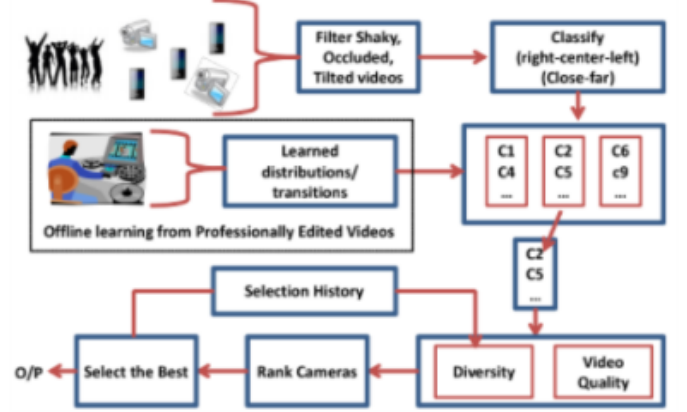 Filter Shaky,
Occluded,
Tilted videos
Classify
(right-center-left)
(Close-far)
Learned
distributions/
transitions
Offline learning from Professionally Edited Videos
C1
C4
...
C2
C5
...
C6
c9
...
C2
C5
...
Selection History
O/P
Select the Best
Rank Cameras
Diversity
Video
Quality